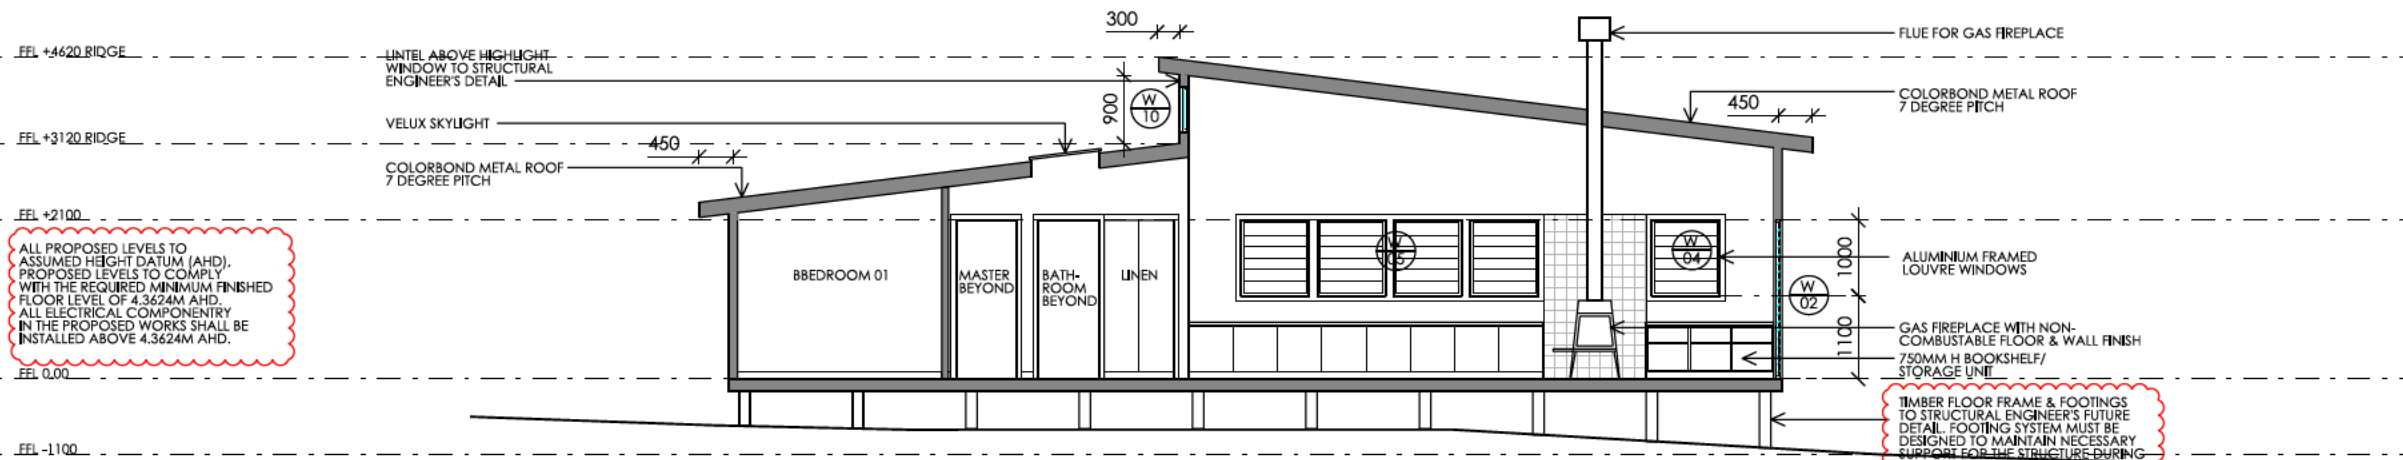 300
FLUE FOR GAS FIREPLACE
FFL +4620 RIDGE
LINTEL ABOVE HIGHLIGHT
WINDOW TO STRUCTURAL
ENGINEER'S DETAIL
900
W
10
COLORBOND METAL ROOF
7 DEGREE PITCH
450
VELUX SKYLIGHT
FFL +3120 RIDGE
450
COLORBOND METAL ROOF
7 DEGREE PITCH
FFL +2100
ALL PROPOSED LEVELS TO
ASSUMED HEIGHT DATUM (AHD).
PROPOSED LEVELS TO COMPLY
WITH THE REQUIRED MINIMUM FINISHED
FLOOR LEVEL OF 4.3624M AHD.
ALL ELECTRICAL COMPONENTRY
IN THE PROPOSED WORKS SHALL BE
INSTALLED ABOVE 4.3624M AHD.
BBEDROOM 01
MASTER
BEYOND
BATH-
ROOM
BEYOND
LINEN
W
05
W
04
1000
ALUMINIUM FRAMED
LOUVRE WINDOWS
W
02
1100
GAS FIREPLACE WITH NON-
COMBUSTABLE FLOOR & WALL FINISH
750MM H BOOKSHELF/
STORAGE UNIT
FFL 0.00
TIMBER FLOOR FRAME & FOOTINGS
TO STRUCTURAL ENGINEER'S FUTURE
DETAIL. FOOTING SYSTEM MUST BE
DESIGNED TO MAINTAIN NECESSARY
SUPPORT FOR THE STRUCTURE DURING
FFL -1100